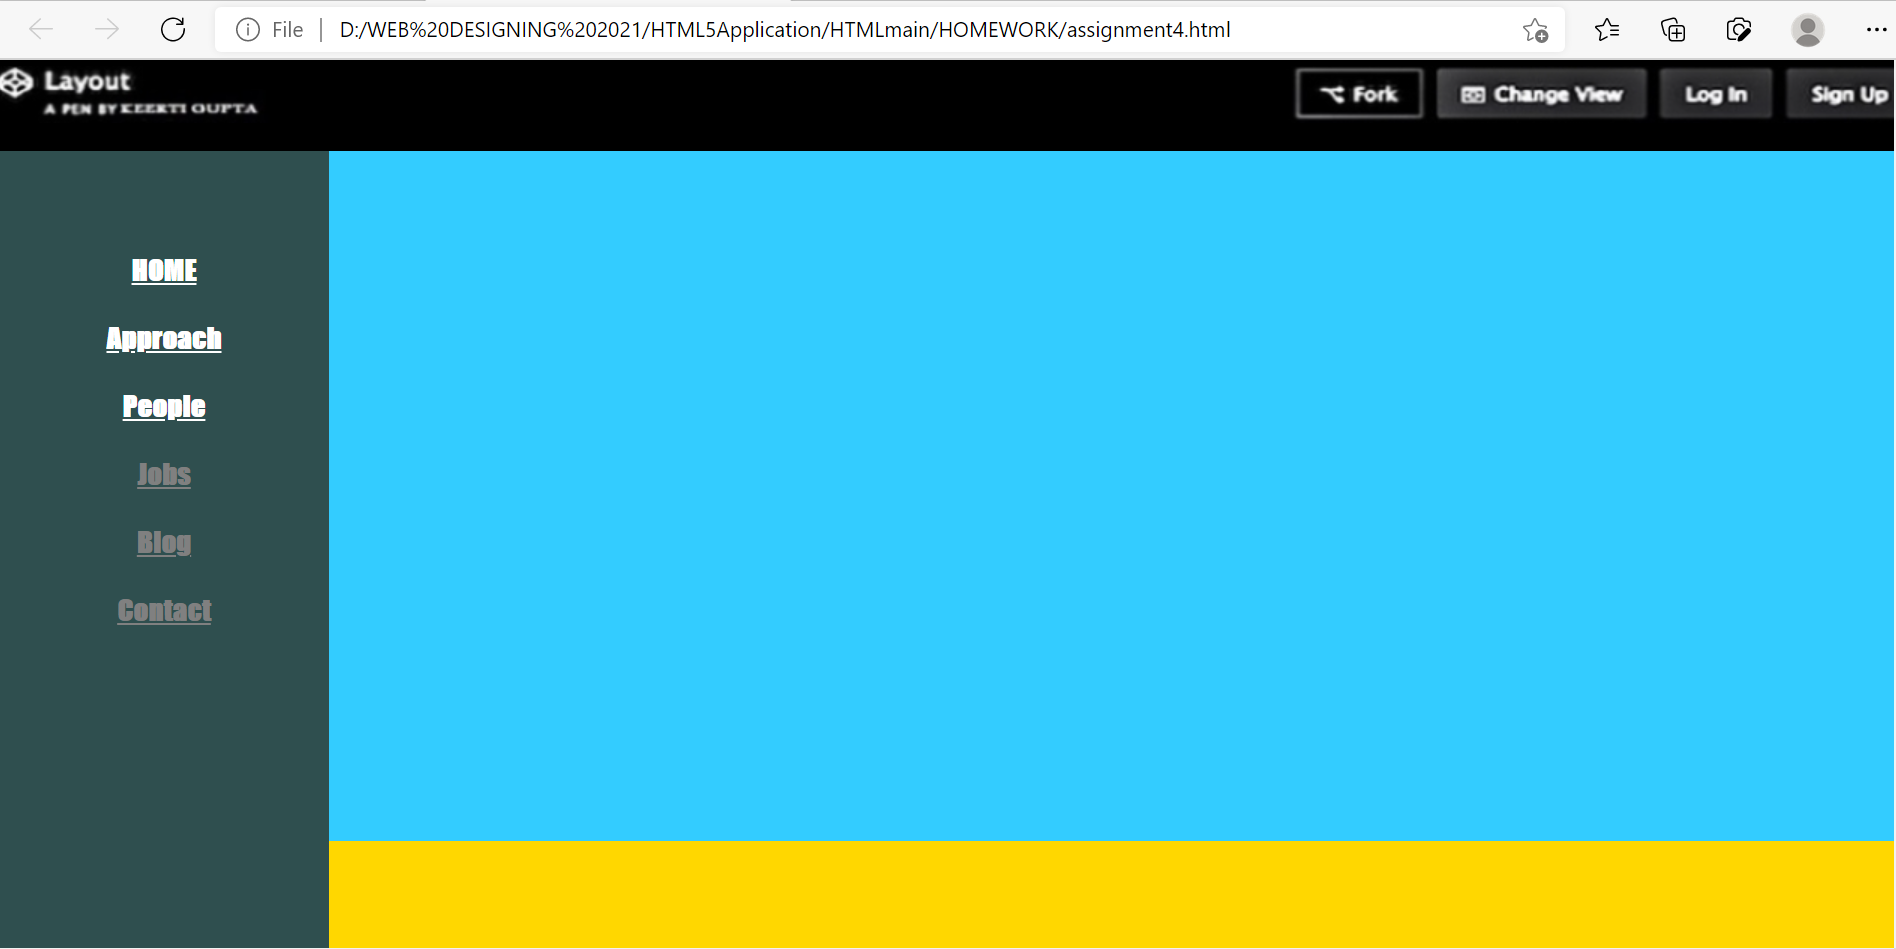 File D:/WEB%20DESIGNING%202021/HTML5Application/HTMLmain/HOMEWORK/assignment4.html
Layout
A PEN BY KEERTI GUPTA
Fork Change View Log In Sign Up
HOME
Approach
People
Jobs
Blog
Contact